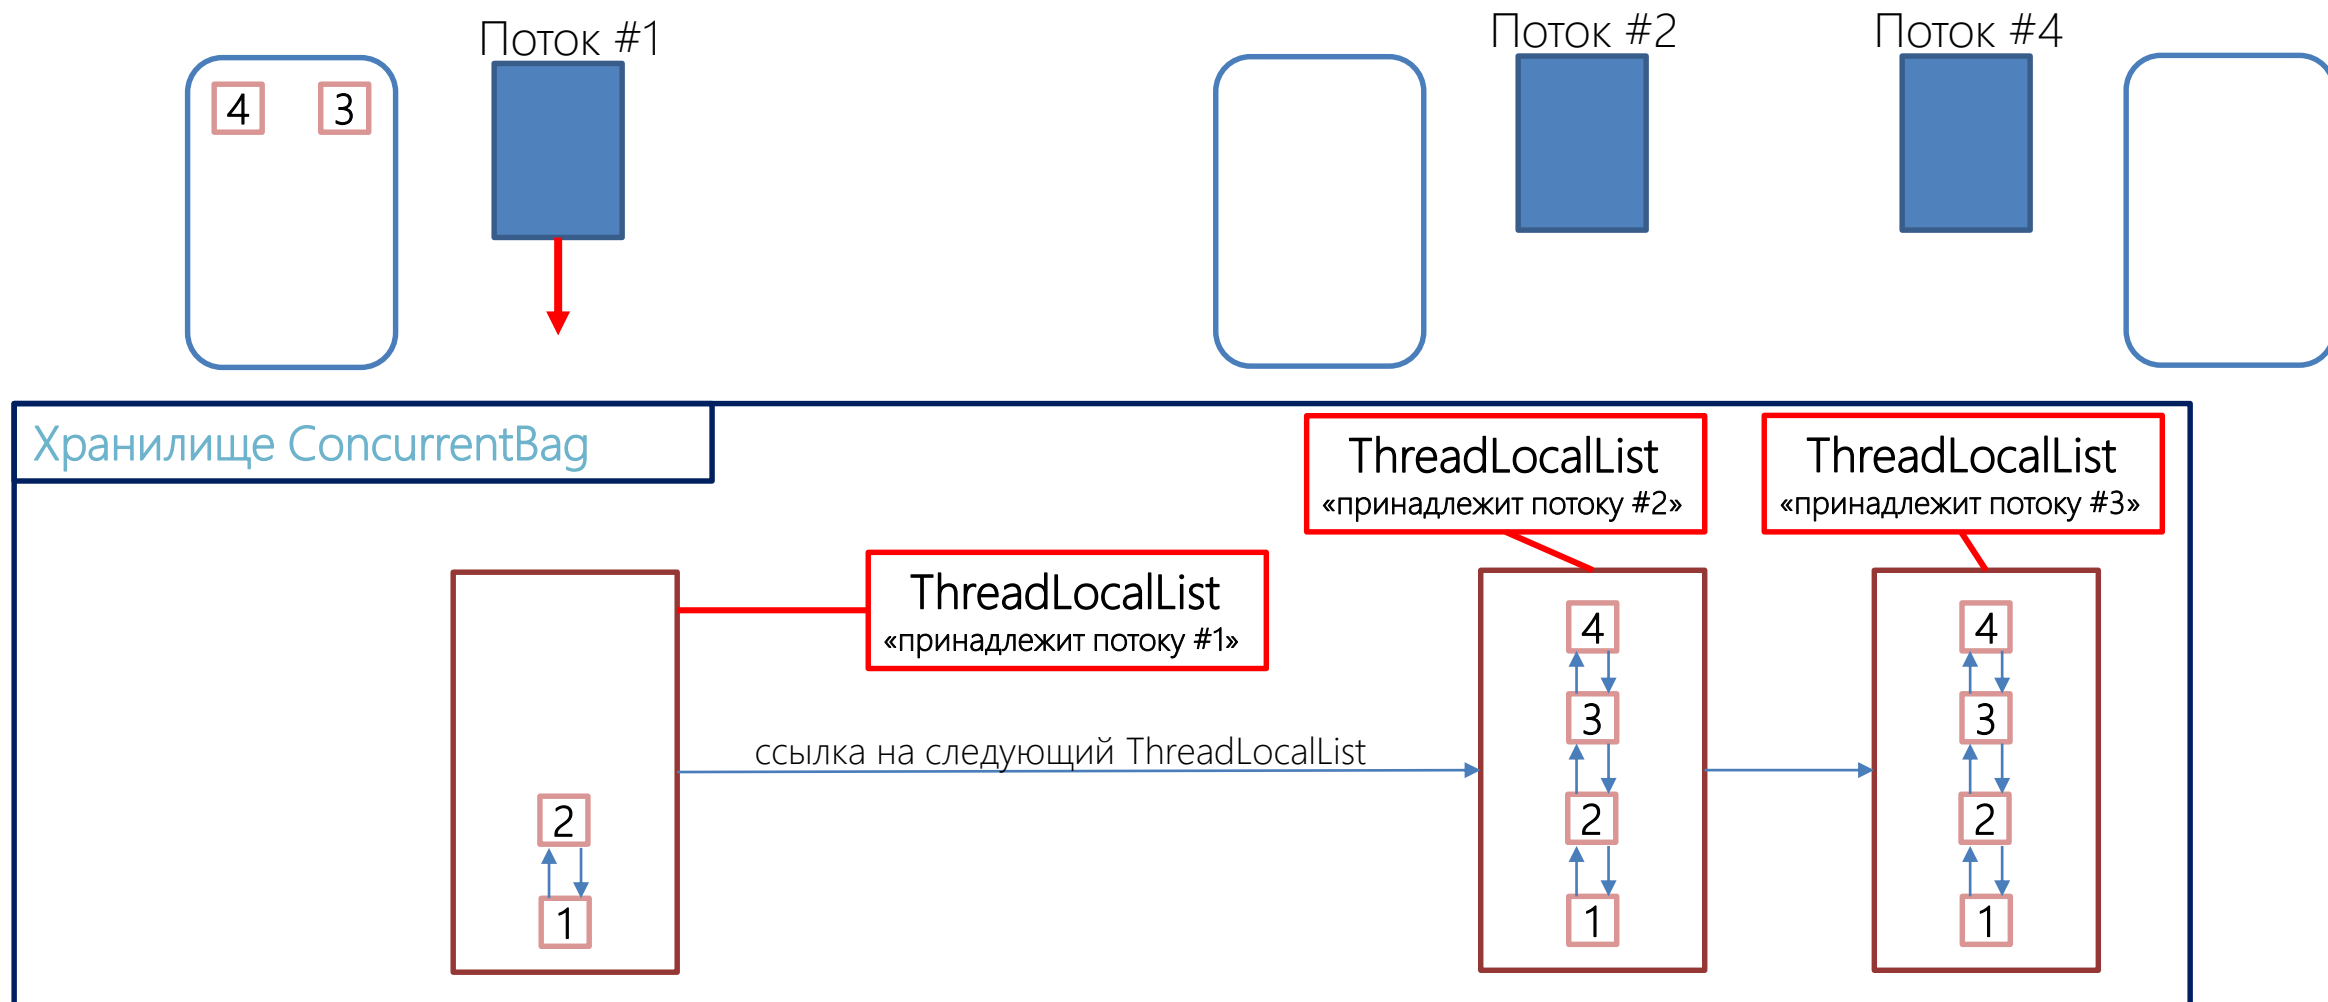 Поток #1
Поток #2
Поток #4
4 3
Хранилище ConcurrentBag
ThreadLocalList
«принадлежит потоку #2»
ThreadLocalList
«принадлежит потоку #3»
ThreadLocalList
«принадлежит потоку #1»
ссылка на следующий ThreadLocalList
2
1
4
3
2
1
4
3
2
1